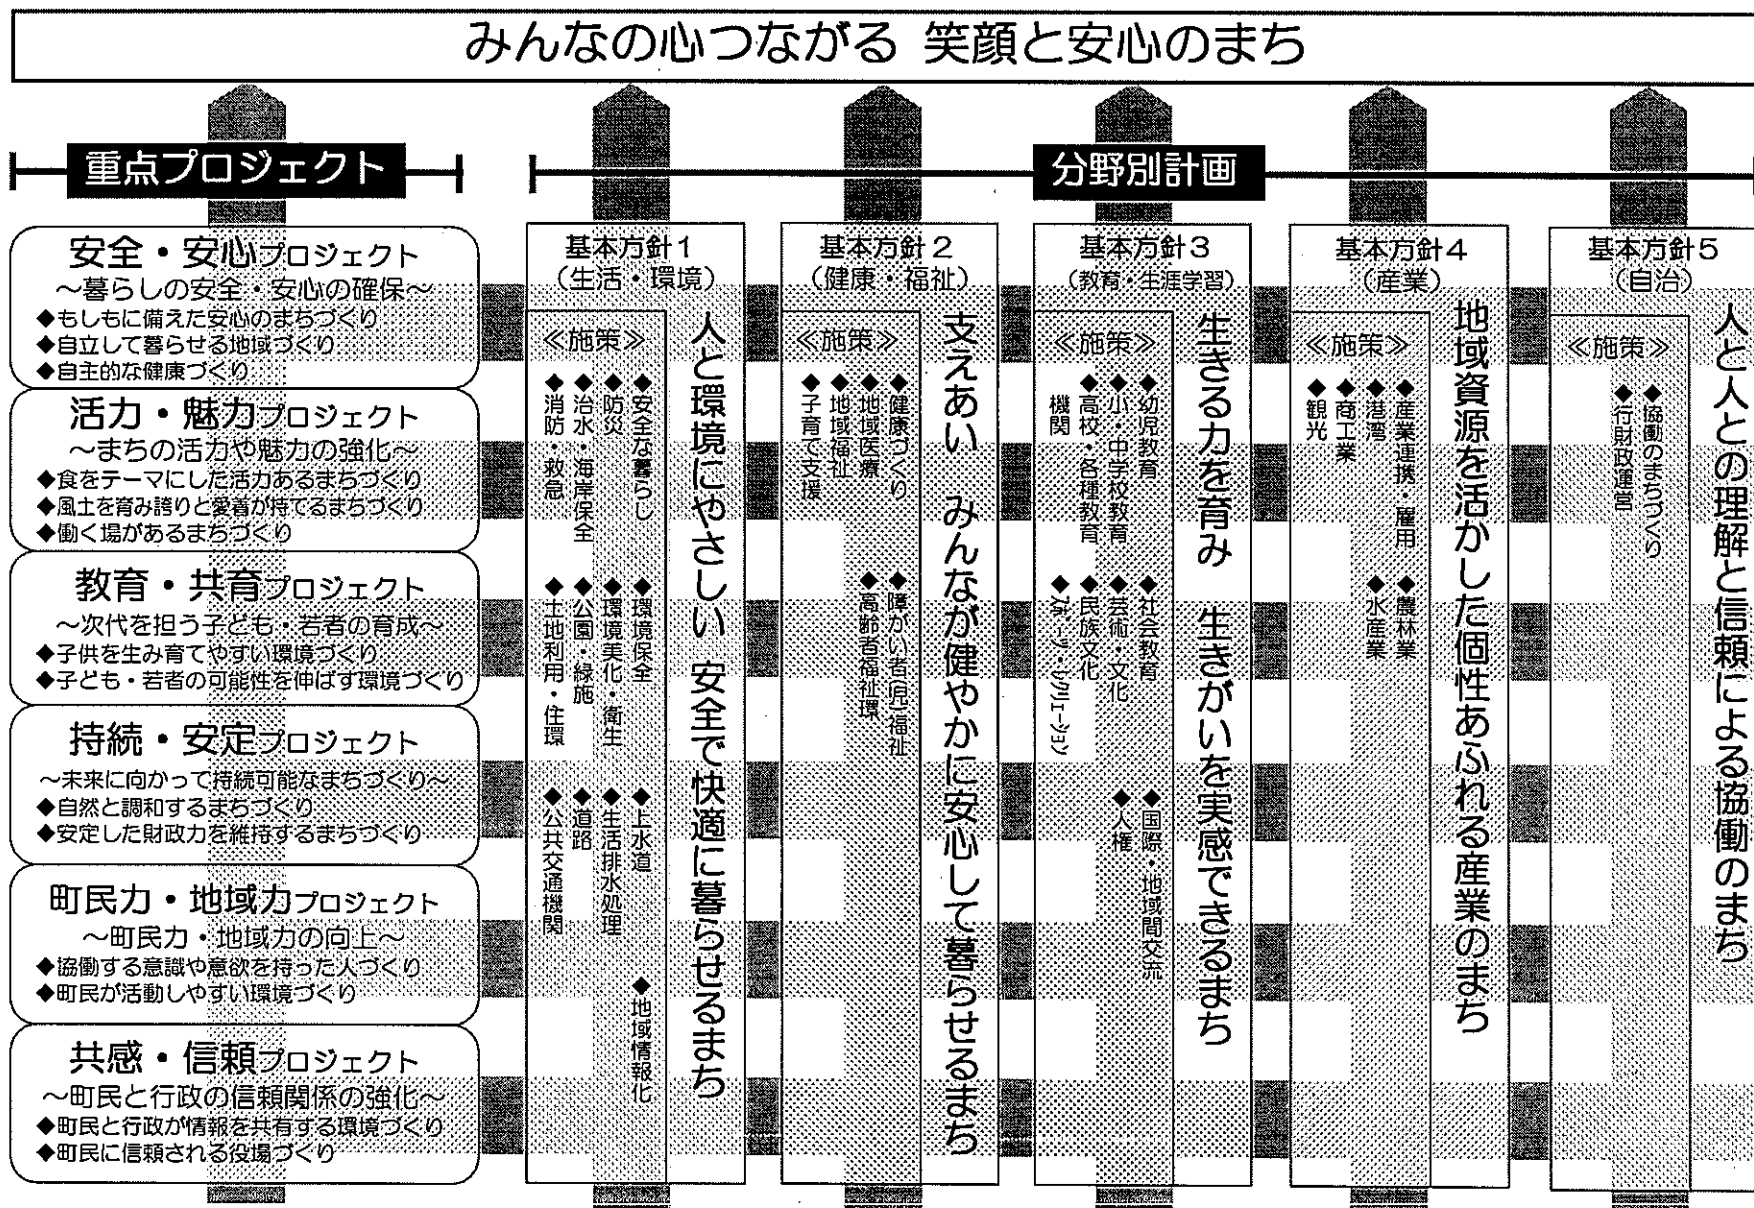 みんなの心つながる 笑顔と安心のまち
重点プロジェクト
安全・安心プロジェクト
～暮らしの安全・安心の確保～
◆もしもに備えた安心のまちづくり
◆自立して暮らせる地域づくり
◆自主的な健康づくり
活力・魅力プロジェクト
～まちの活力や魅力の強化～
◆食をテーマにした活力あるまちづくり
◆風土を育み誇りと愛着が持てるまちづくり
◆働く場があるまちづくり
教育・共育プロジェクト
～次代を担う子ども・若者の育成～
◆子供を生み育てやすい環境づくり
◆子ども・若者の可能性を伸ばす環境づくり
持続・安定プロジェクト
～未来に向かって持続可能なまちづくり～
◆自然と調和するまちづくり
◆安定した財政力を維持するまちづくり
町民力・地域力プロジェクト
～町民力・地域力の向上～
◆協働する意識や意欲を持った人づくり
◆町民が活動しやすい環境づくり
共感・信頼プロジェクト
～町民と行政の信頼関係の強化～
◆町民と行政が情報を共有する環境づくり
◆町民に信頼される役場づくり
分野別計画
基本方針1
（生活・環境）
人と環境にやさしい 安全で快適に暮らせるまち
≪施策≫
◆安全な暮らし
◆防災
◆治水・海岸保全
◆消防・救急
◆環境保全
◆環境美化・衛生
◆公園・緑施
◆土地利用・住環
◆上水道
◆生活排水処理
◆道路
◆公共交通機関
◆地域情報化
基本方針2
（健康・福祉）
支えあい みんなが健やかに安心して暮らせるまち
≪施策≫
◆健康づくり
◆地域医療
◆地域福祉
◆子育て支援
◆障がい者(児)福祉
◆高齢者福祉環
基本方針3
（教育・生涯学習）
生きる力を育み 生きがいを実感できるまち
≪施策≫
◆幼児教育
◆小・中学校教育
◆高校・各種教育
機関
◆社会教育
◆芸術・文化
◆民族文化
◆スポーツ・レクリェーション
◆国際・地域間交流
◆人権
基本方針4
（産業）
地域資源を活かした個性あふれる産業のまち
≪施策≫
◆産業連携・雇用
◆港湾
◆商工業
◆観光
◆農林業
◆水産業
基本方針5
（自治）
人と人との理解と信頼による協働のまち
≪施策≫
◆協働のまちづくり
◆行財政運営